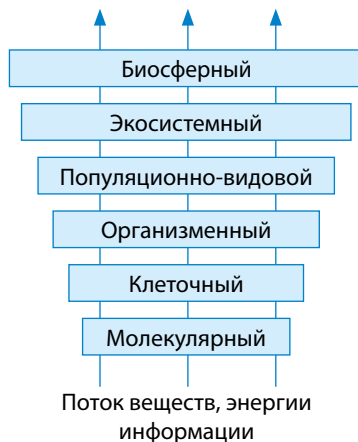 Биосферный
Экосистемный
Популяционно-видовой
Организменный
Клеточный
Молекулярный
Поток веществ, энергии
информации